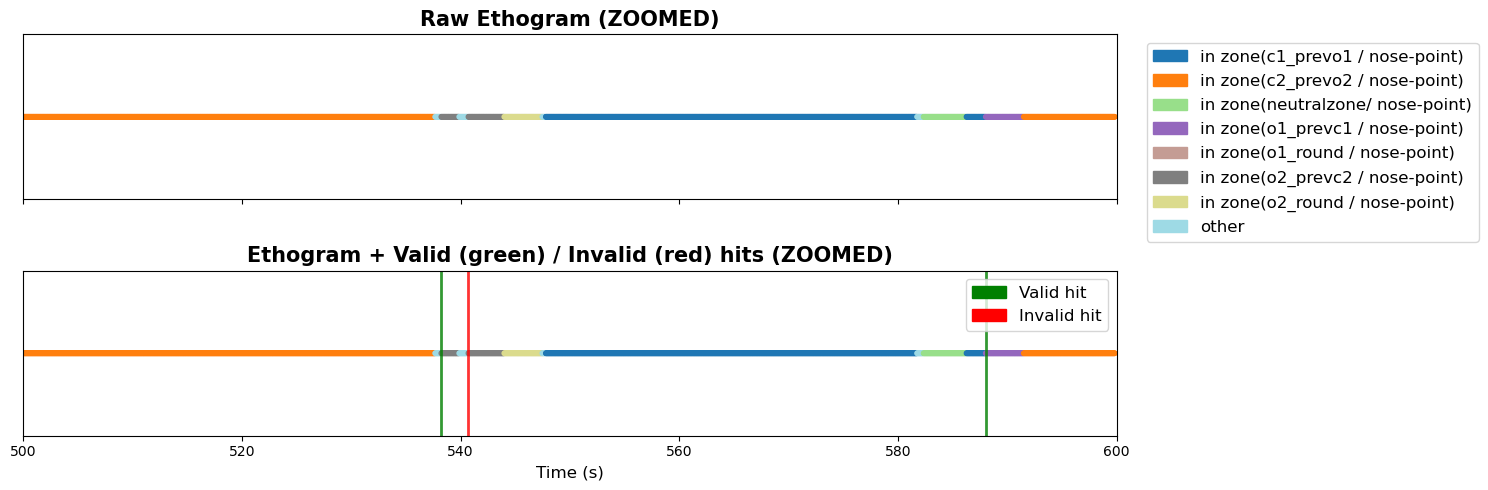 Raw Ethogram (ZOOMED)
in zone(c1_prevo1 / nose-point)
in zone(c2_prevo2 / nose-point)
in zone(neutralzone/ nose-point)
in zone(o1_prevc1 / nose-point)
in zone(o1_round / nose-point)
in zone(o2_prevc2 / nose-point)
in zone(o2_round / nose-point)
other
Ethogram + Valid (green) / Invalid (red) hits (ZOOMED)
Valid hit
Invalid hit
500 520 540 560 580 600
Time (s)